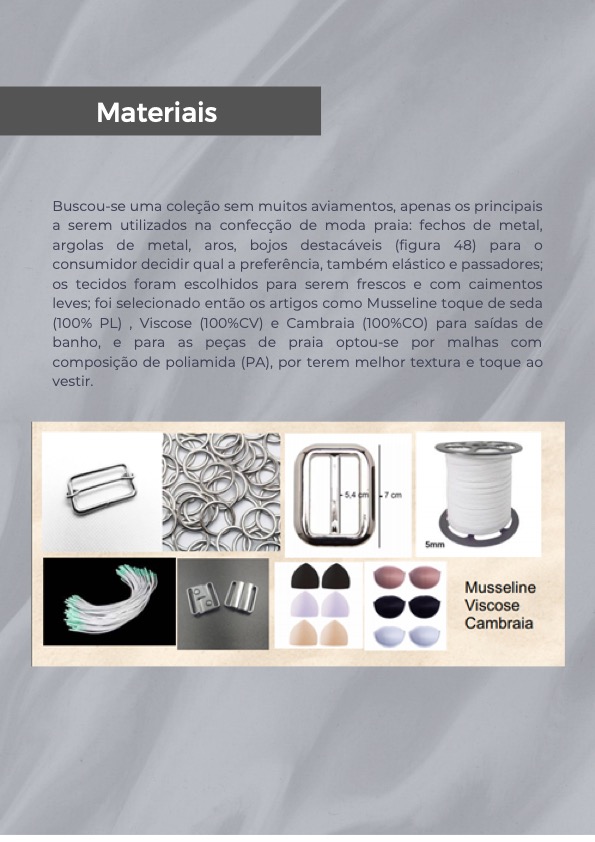 Materiais
Buscou-se uma coleção sem muitos aviamentos, apenas os principais
a serem utilizados na confecção de moda praia: fechos de metal,
argolas de metal, aros, bojos destacáveis (figura 48) para o
consumidor decidir qual a preferência, também elástico e passadores;
os tecidos foram escolhidos para serem frescos e com caimentos
leves; foi selecionado então os artigos como Musseline toque de seda
(100% PL) , Viscose (100%CV) e Cambraia (100%CO) para saídas de
banho, e para as peças de praia optou-se por malhas com
composição de poliamida (PA), por terem melhor textura e toque ao
vestir.
5,4 cm
7 cm
5mm
Musseline
Viscose
Cambraia